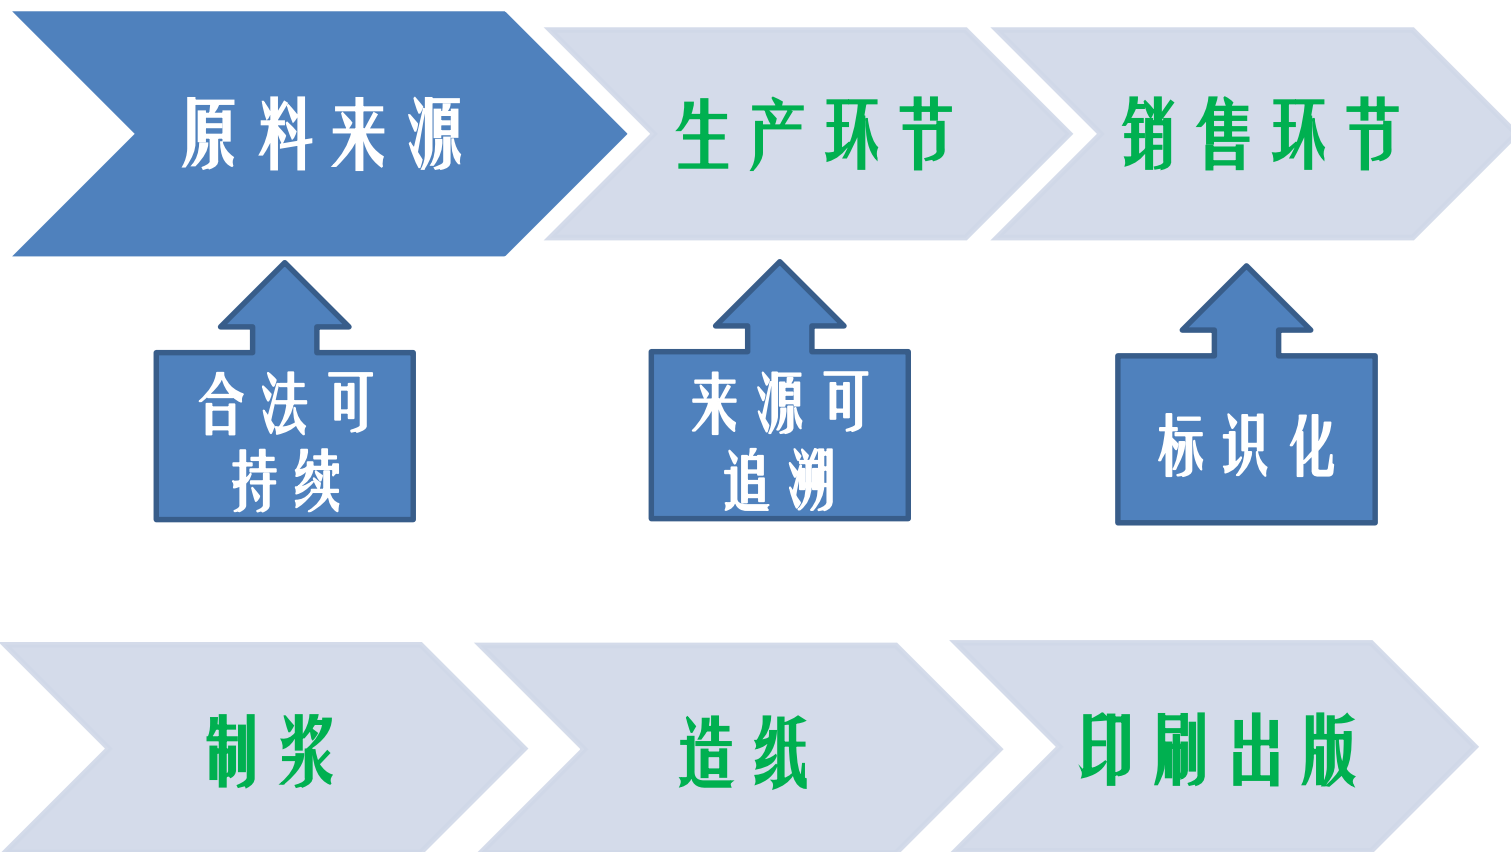 原料来源
生产环节
销售环节
合法可
持续
来源可
追溯
标识化
制浆
造纸
印刷出版